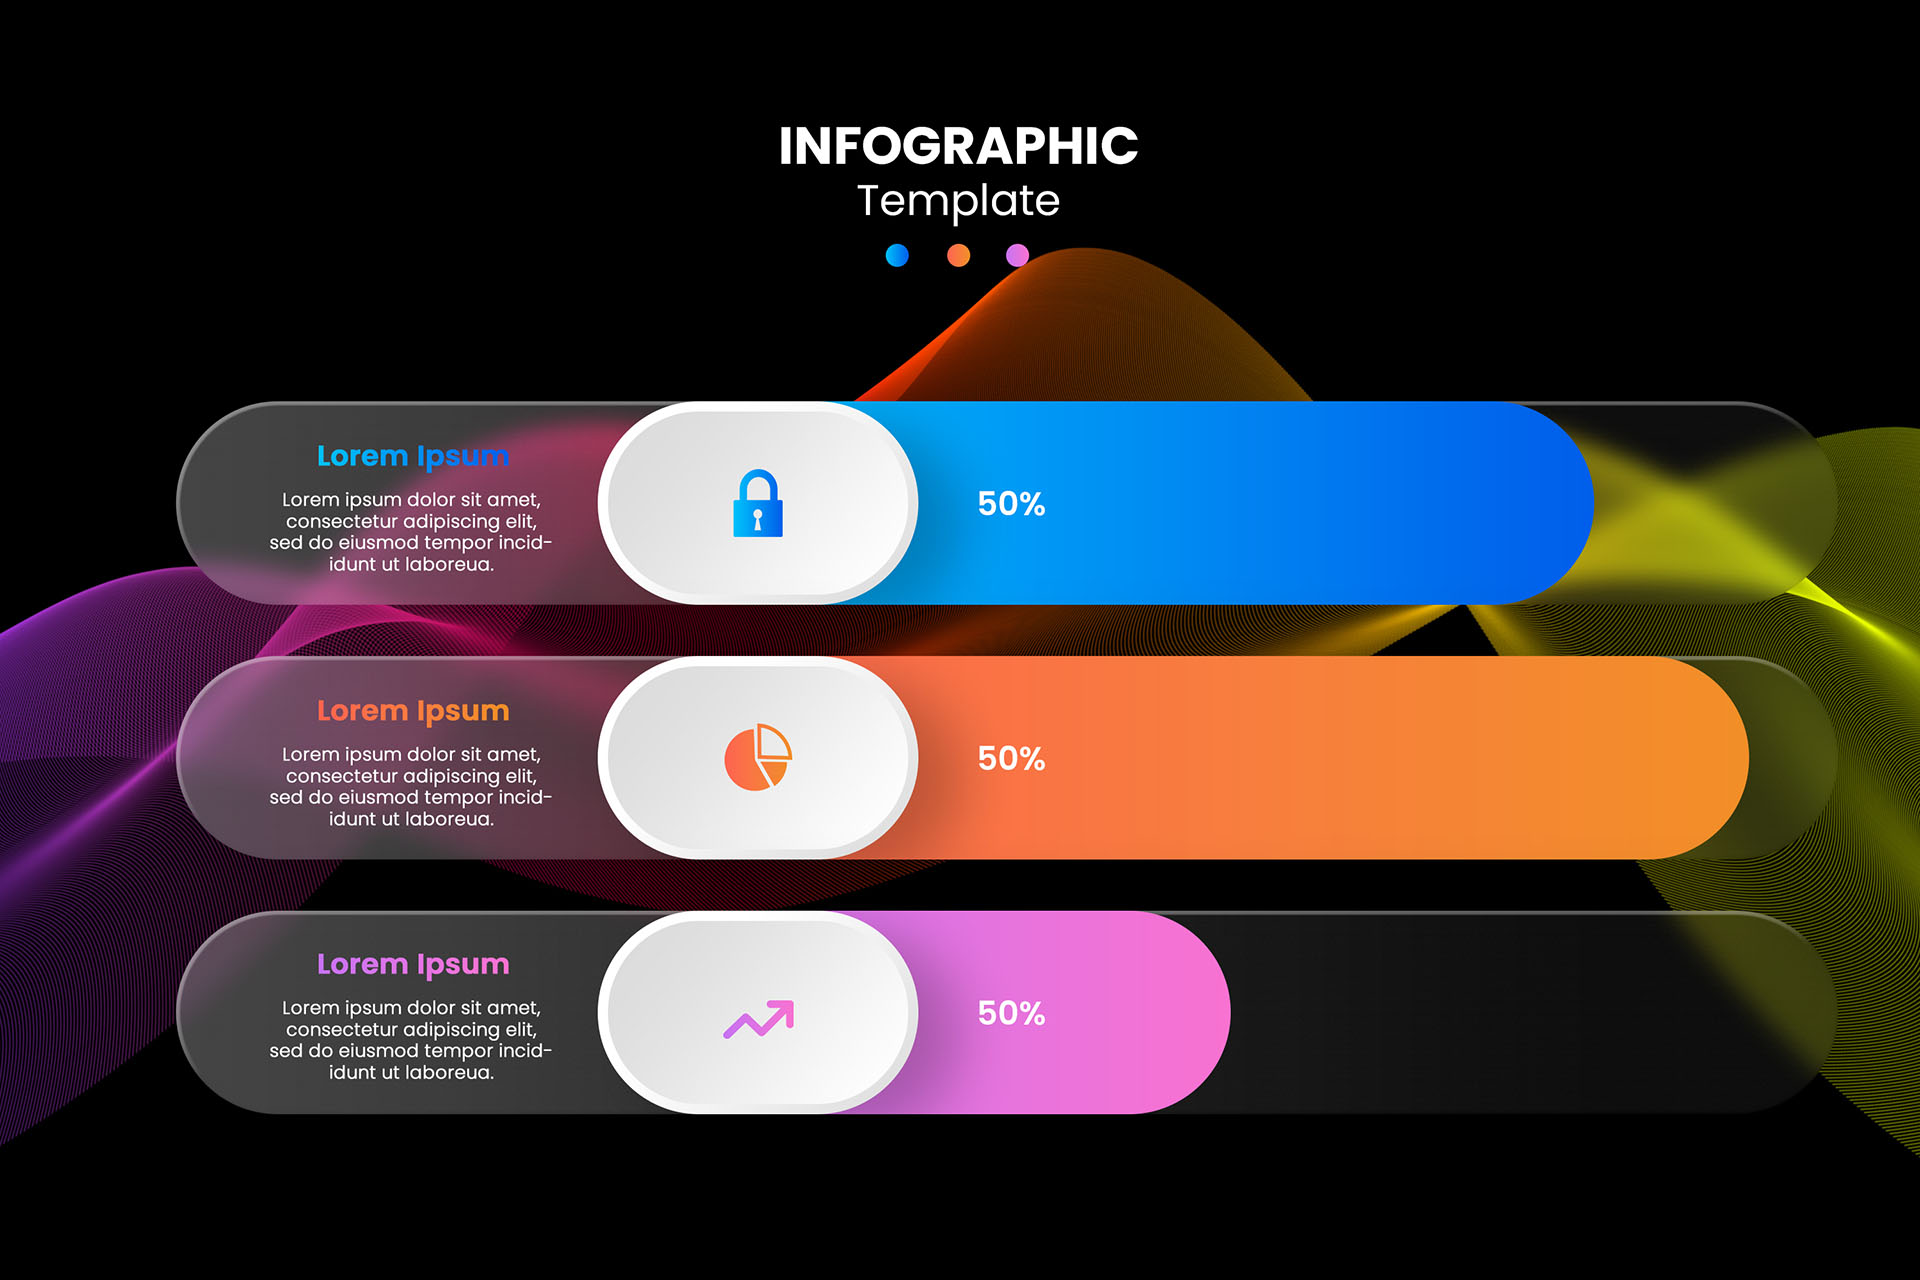 INFOGRAPHIC
Template
Lorem Ipsum
Lorem ipsum dolor sit amet,
consectetur adipiscing elit,
sed do eiusmod tempor incid-
idunt ut laboreua.
50%
Lorem Ipsum
Lorem ipsum dolor sit amet,
consectetur adipiscing elit,
sed do eiusmod tempor incid-
idunt ut laboreua.
50%
Lorem Ipsum
Lorem ipsum dolor sit amet,
consectetur adipiscing elit,
sed do eiusmod tempor incid-
idunt ut laboreua.
50%